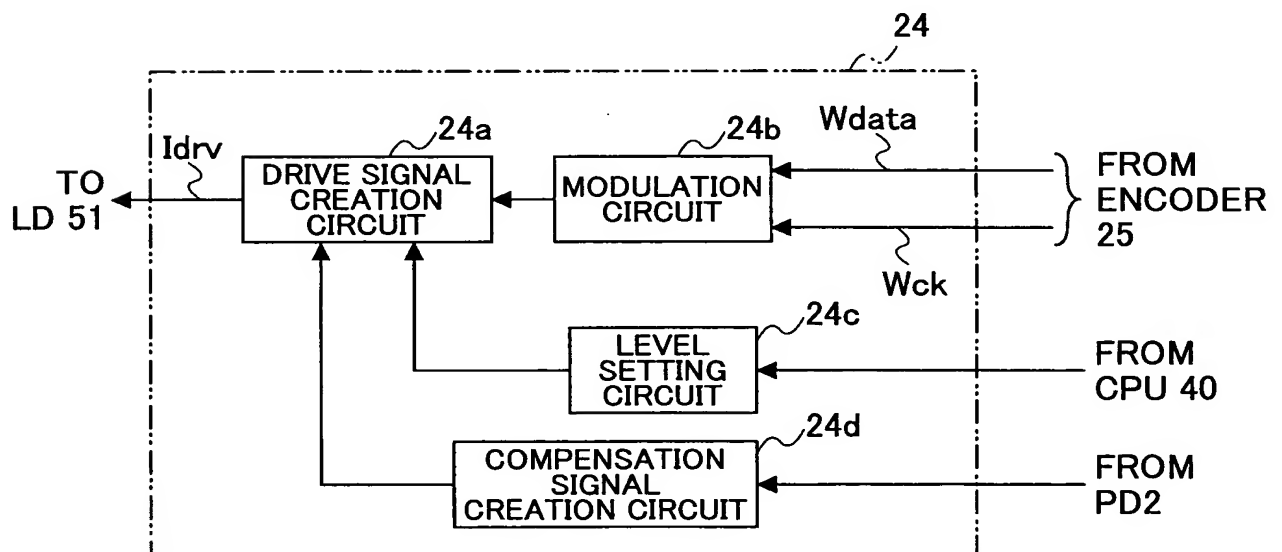 24
24a
24b
Wdata
Idrv
TO
LD 51
DRIVE SIGNAL
CREATION
CIRCUIT
MODULATION
CIRCUIT
FROM
ENCODER
25
Wck
24c
LEVEL
SETTING
CIRCUIT
FROM
CPU 40
24d
COMPENSATION
SIGNAL
CREATION CIRCUIT
FROM
PD2